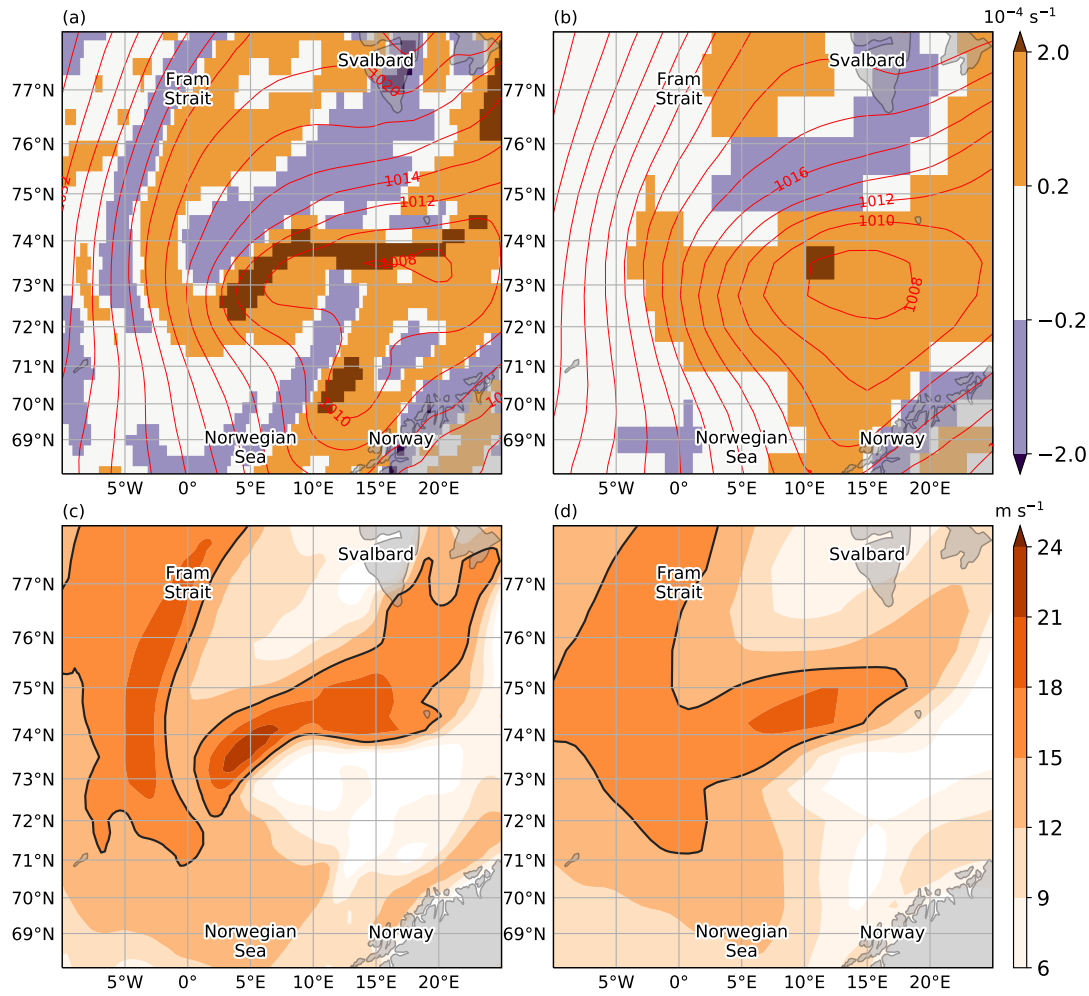 (a)
(b)
10⁻⁴ s⁻¹
Svalbard
Fram
Strait
1020
1014
1012
1008
1010
Norwegian
Sea
Norway
77°N
76°N
75°N
74°N
73°N
72°N
71°N
70°N
69°N
5°W
0°
5°E
10°E
15°E
20°E
Svalbard
Fram
Strait
1016
1012
1010
1008
Norwegian
Sea
Norway
77°N
76°N
75°N
74°N
73°N
72°N
71°N
70°N
69°N
5°W
0°
5°E
10°E
15°E
20°E
2.0
0.2
−0.2
−2.0
(c)
(d)
m s⁻¹
Svalbard
Fram
Strait
Norwegian
Sea
Norway
77°N
76°N
75°N
74°N
73°N
72°N
71°N
70°N
69°N
5°W
0°
5°E
10°E
15°E
20°E
Svalbard
Fram
Strait
Norwegian
Sea
Norway
77°N
76°N
75°N
74°N
73°N
72°N
71°N
70°N
69°N
5°W
0°
5°E
10°E
15°E
20°E
24
21
18
15
12
9
6